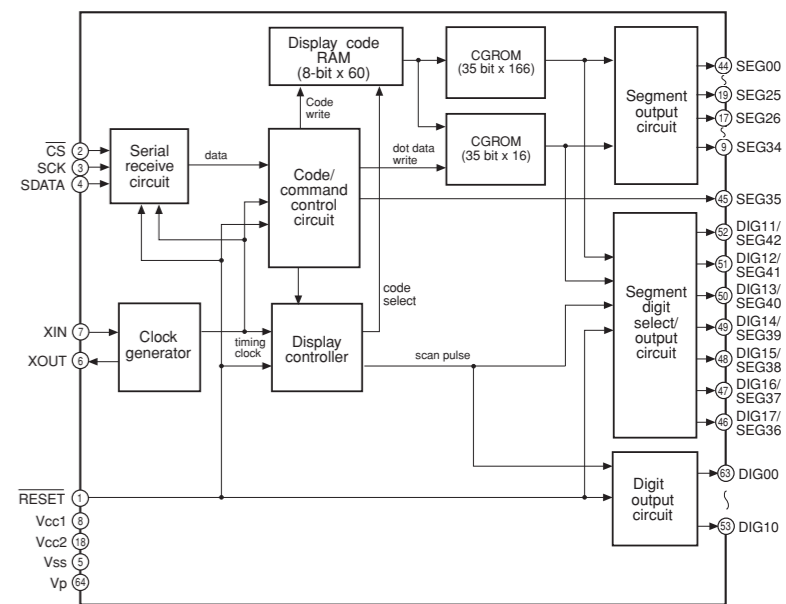 Display code
RAM
(8-bit x 60)
CGROM
(35 bit x 166)
Segment
output
circuit
44 SEG00
19 SEG25
17 SEG26
9 SEG34
Code
write
CS 2
SCK 3
SDATA 4
Serial
receive
circuit
data
Code/
command
control
circuit
dot data
write
CGROM
(35 bit x 16)
45 SEG35
52 DIG11/
SEG42
51 DIG12/
SEG41
50 DIG13/
SEG40
49 DIG14/
SEG39
48 DIG15/
SEG38
47 DIG16/
SEG37
46 DIG17/
SEG36
Segment
digit
select/
output
circuit
code
select
XIN 7
XOUT 6
Clock
generator
timing
clock
Display
controller
scan pulse
RESET 1
Vcc1 8
Vcc2 18
Vss 5
Vp 64
Digit
output
circuit
63 DIG00
53 DIG10